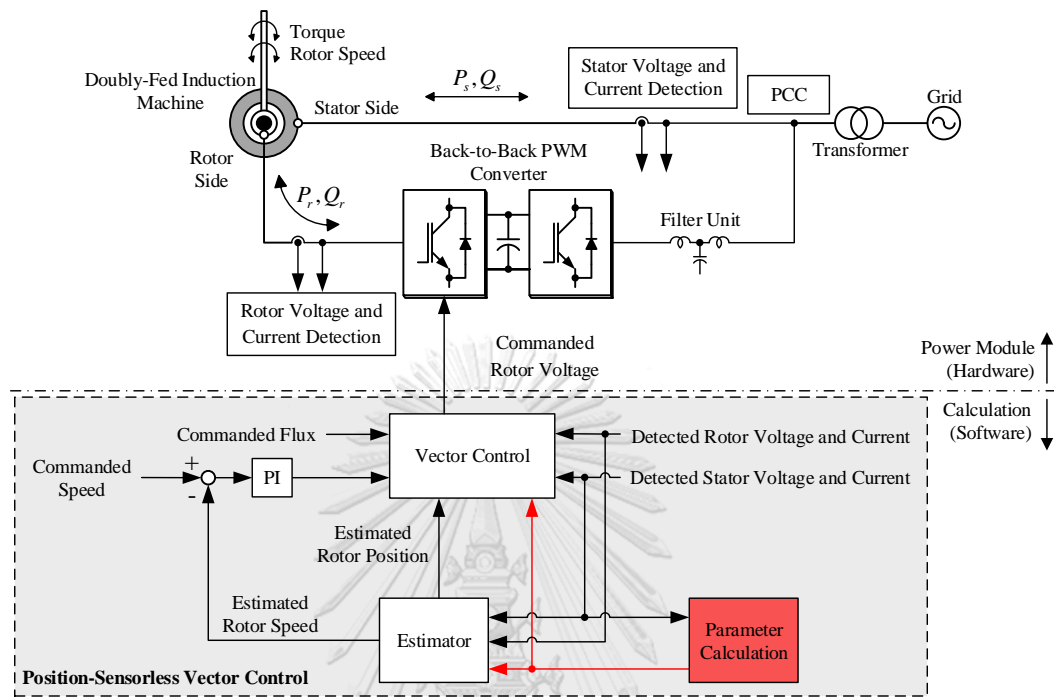 Torque
Rotor Speed
Doubly-Fed Induction
Machine
Stator Side
Rotor
Side
Ps, Qs
Pr, Qr
Stator Voltage and
Current Detection
PCC
Grid
Transformer
Back-to-Back PWM
Converter
Filter Unit
Rotor Voltage and
Current Detection
Commanded
Rotor Voltage
Power Module
(Hardware)
Calculation
(Software)
Commanded Flux
Vector Control
Detected Rotor Voltage and Current
Detected Stator Voltage and Current
Commanded
Speed
+
-
PI
Estimated
Rotor Position
Estimated
Rotor Speed
Estimator
Parameter
Calculation
Position-Sensorless Vector Control